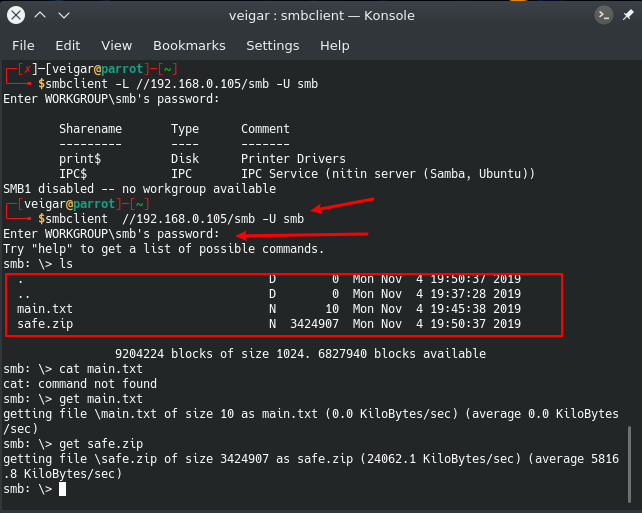 veigar : smbclient — Konsole
File Edit View Bookmarks Settings Help
[✗]─[veigar@parrot]─[~]
$smbclient -L //192.168.0.105/smb -U smb
Enter WORKGROUP\smb's password:
Sharename Type Comment
--------- ---- -------
print$ Disk Printer Drivers
IPC$ IPC IPC Service (nitin server (Samba, Ubuntu))
SMB1 disabled -- no workgroup available
[veigar@parrot]─[~]
$smbclient //192.168.0.105/smb -U smb
Enter WORKGROUP\smb's password:
Try "help" to get a list of possible commands.
smb: \> ls
. D 0 Mon Nov 4 19:50:37 2019
.. D 0 Mon Nov 4 19:37:28 2019
main.txt N 10 Mon Nov 4 19:45:38 2019
safe.zip N 3424907 Mon Nov 4 19:50:37 2019
9204224 blocks of size 1024. 6827940 blocks available
smb: \> cat main.txt
cat: command not found
smb: \> get main.txt
getting file \main.txt of size 10 as main.txt (0.0 KiloBytes/sec) (average 0.0 KiloBytes
/sec)
smb: \> get safe.zip
getting file \safe.zip of size 3424907 as safe.zip (24062.1 KiloBytes/sec) (average 5816
.8 KiloBytes/sec)
smb: \>